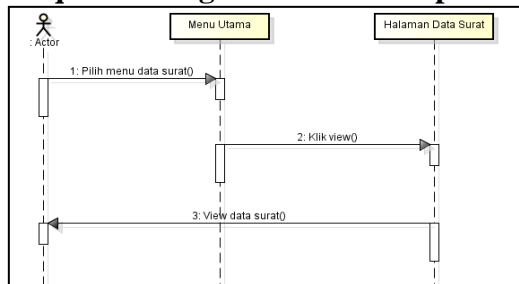 Menu Utama
Halaman Data Surat
: Actor
1: Pilih menu data surat()
2: Klik view()
3: View data surat()